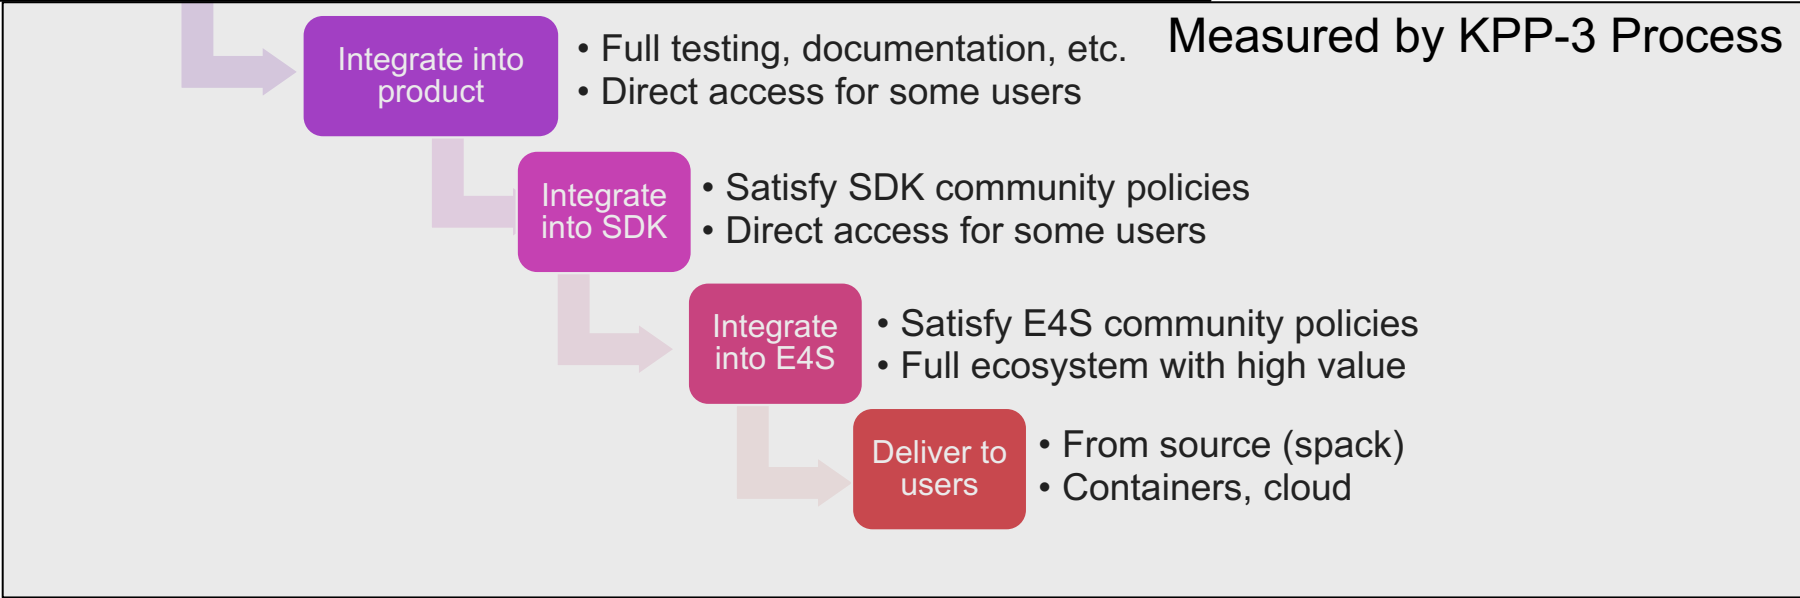 Measured by KPP-3 Process
Integrate into
product
• Full testing, documentation, etc.
• Direct access for some users
Integrate
into SDK
• Satisfy SDK community policies
• Direct access for some users
Integrate
into E4S
• Satisfy E4S community policies
• Full ecosystem with high value
Deliver to
users
• From source (spack)
• Containers, cloud